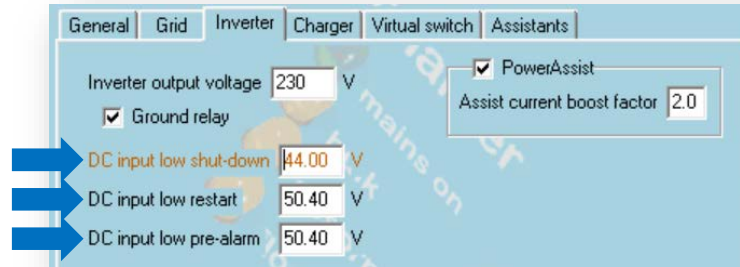 General Grid Inverter Charger Virtual switch Assistants
Inverter output voltage 230 V
Ground relay
PowerAssist
Assist current boost factor 2.0
DC input low shut-down 44.00 V
DC input low restart 50.40 V
DC input low pre-alarm 50.40 V
mains on